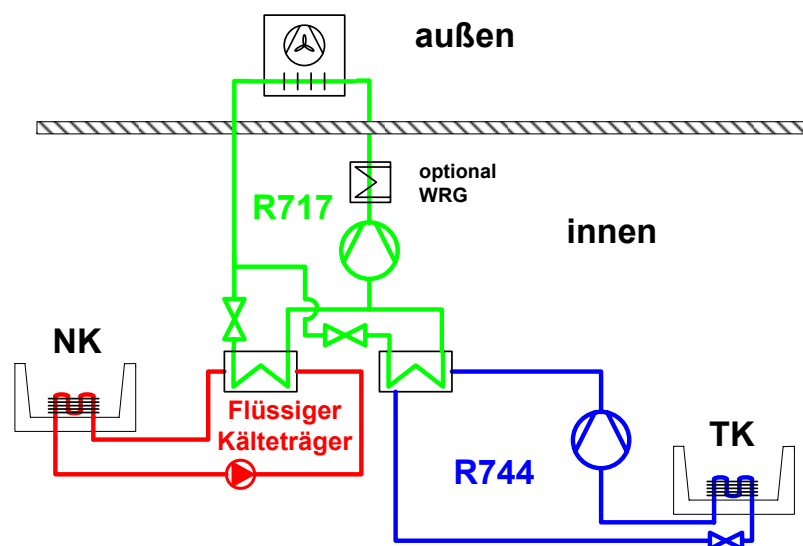 außen
optional
WRG
R717
innen
NK
Flüssiger
Kälteträger
TK
R744